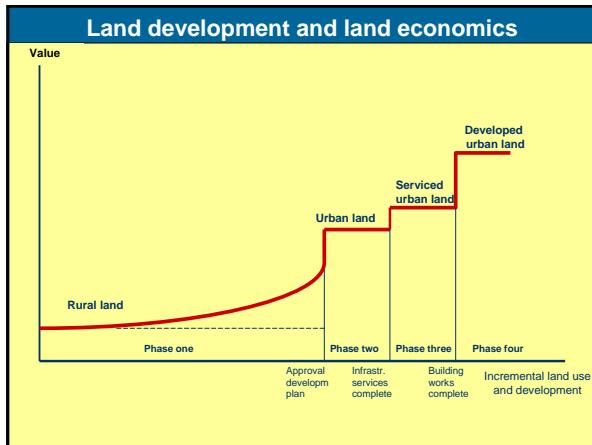 Land development and land economics
Value
Developed
urban land
Serviced
urban land
Urban land
Rural land
Phase one
Phase two
Phase three
Phase four
Approval
developm
plan
Infrastr.
services
complete
Building
works
complete
Incremental land use
and development